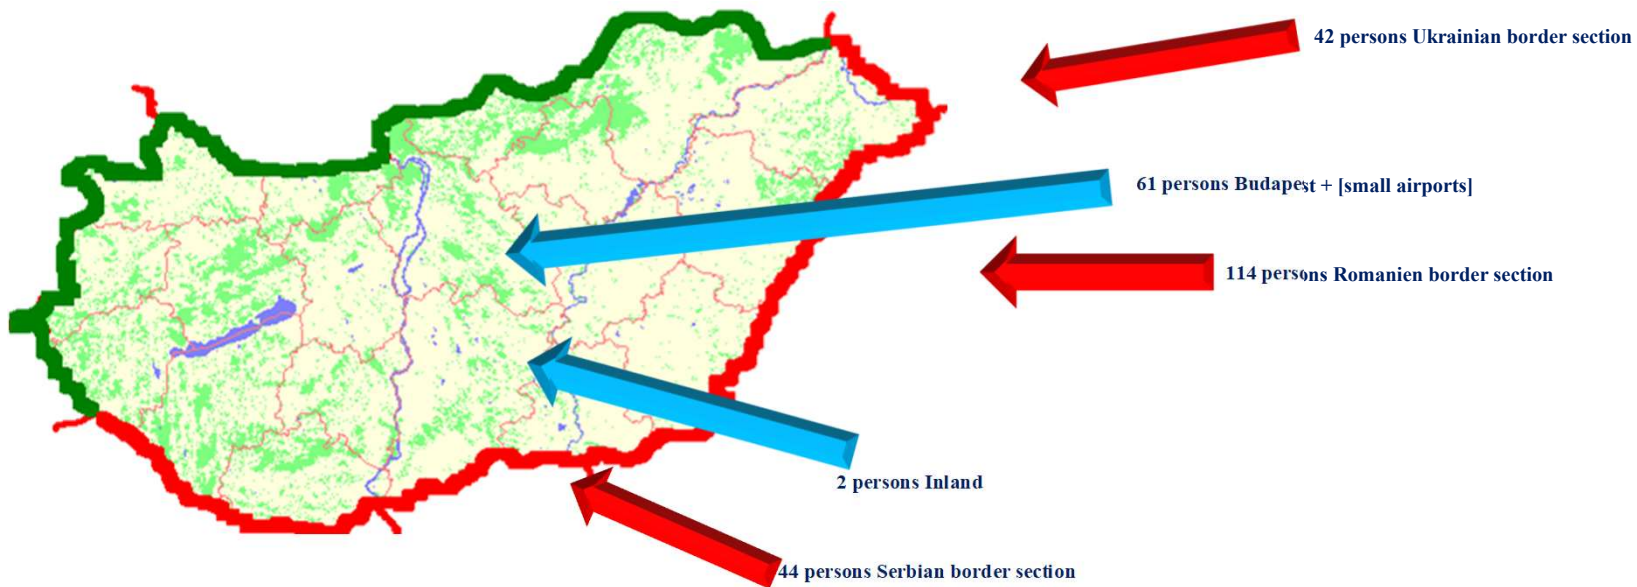 42 persons Ukrainian border section
61 persons Budapest + [small airports]
114 persons Romanien border section
2 persons Inland
44 persons Serbian border section